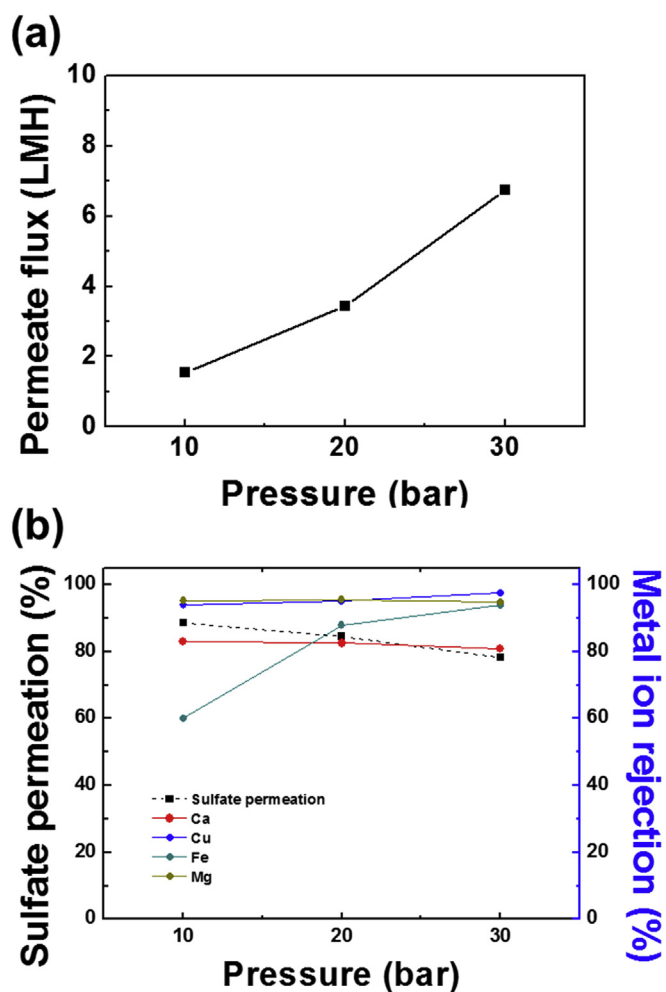 (a)
Permeate flux (LMH)
10
8
6
4
2
0
10 20 30
Pressure (bar)
(b)
Sulfate permeation (%)
Metal ion rejection (%)
100 100
80 80
60 60
40 40
20 20
0 0
Sulfate permeation
Ca
Cu
Fe
Mg
10 20 30
Pressure (bar)